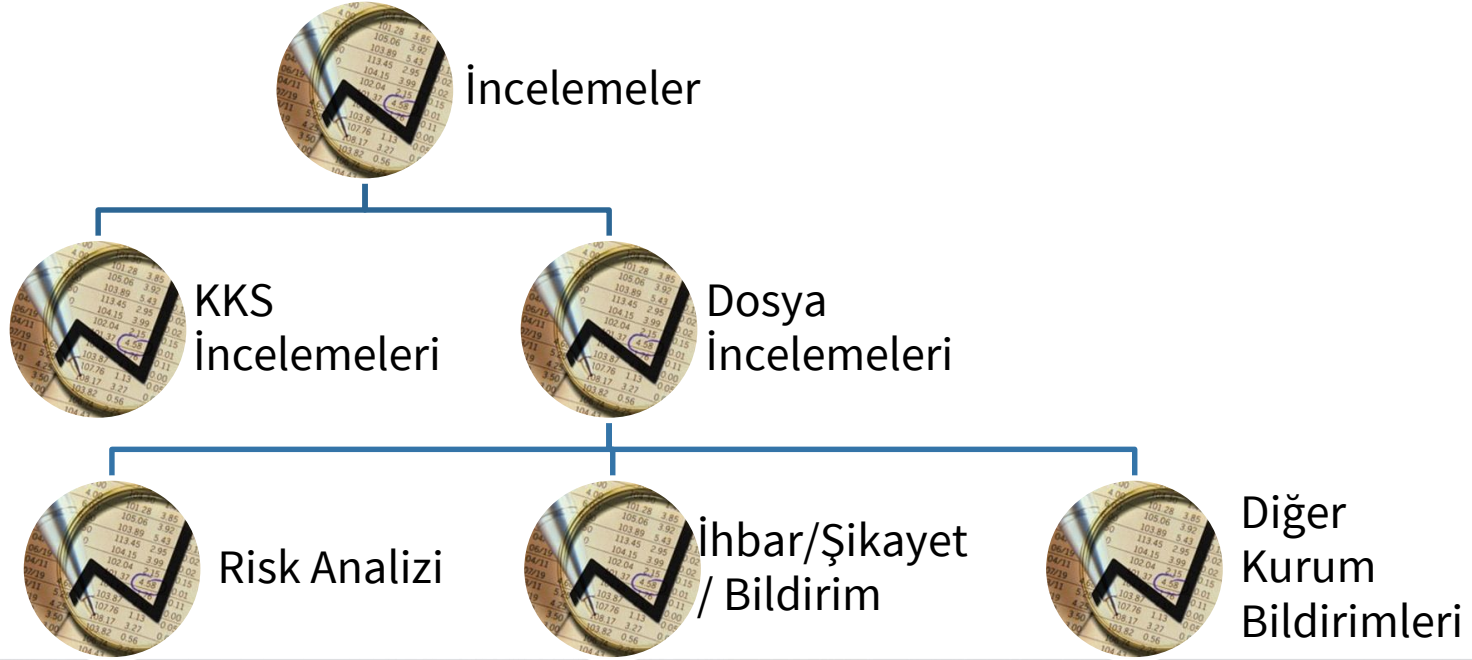 İncelemeler
KKS
İncelemeleri
Dosya
İncelemeleri
Risk Analizi
İhbar/Şikayet
/ Bildirim
Diğer
Kurum
Bildirimleri